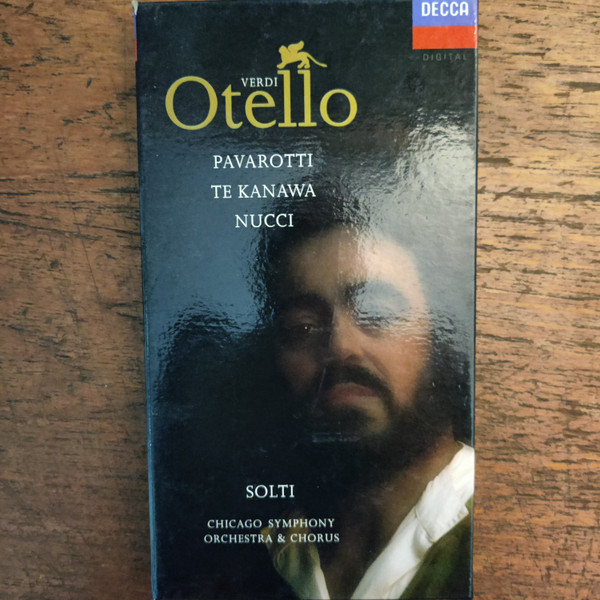 DECCA
DIGITAL
VERDI
Otello
PAVAROTTI
TE KANAWA
NUCCI
SOLTI
CHICAGO SYMPHONY
ORCHESTRA & CHORUS